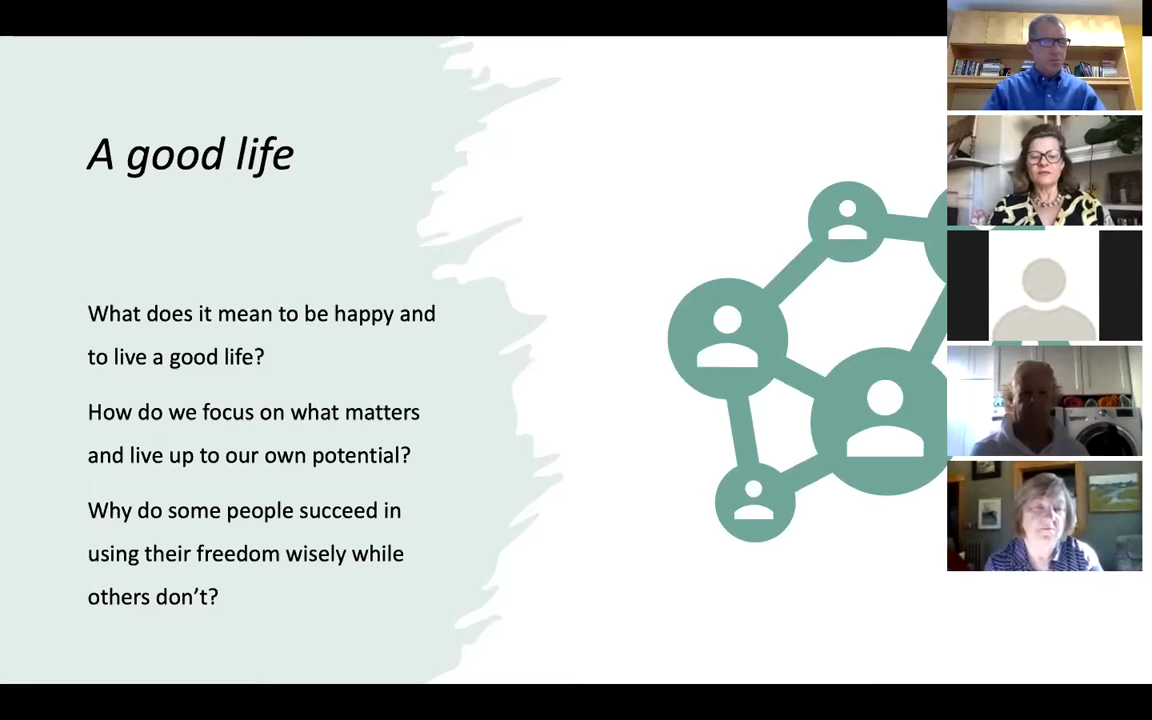 A good life
What does it mean to be happy and
to live a good life?
How do we focus on what matters
and live up to our own potential?
Why do some people succeed in
using their freedom wisely while
others don’t?